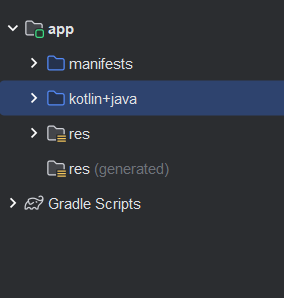 app
manifests
kotlin+java
res
res (generated)
Gradle Scripts